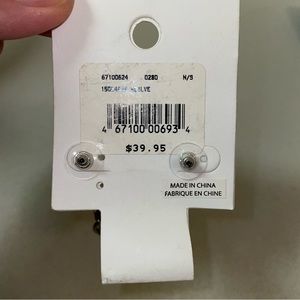 67100624 0280 N/S
4 67100 00693 4
$39.95
MADE IN CHINA
FABRIQUE EN CHINE